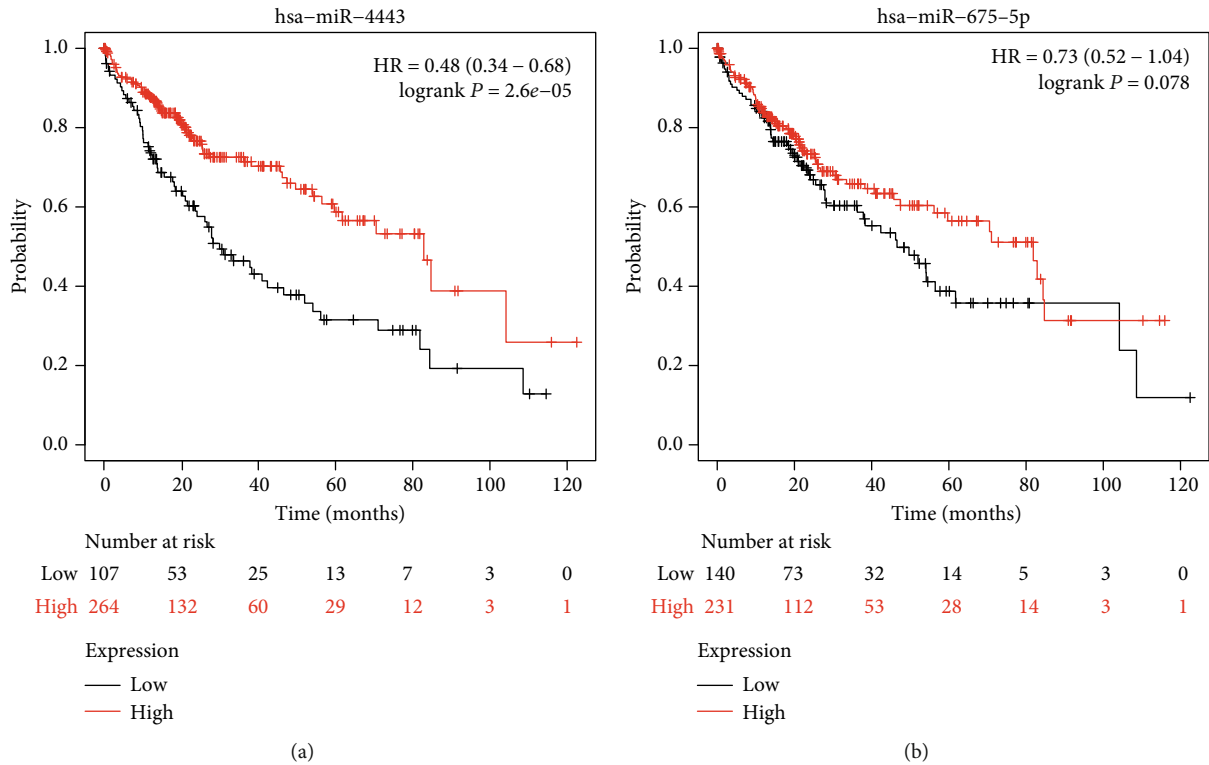 hsa−miR−4443
HR = 0.48 (0.34 − 0.68)
logrank P = 2.6e−05
1.0
0.8
0.6
0.4
0.2
0.0
Probability
0 20 40 60 80 100 120
Time (months)
Number at risk
Low 107 53 25 13 7 3 0
High 264 132 60 29 12 3 1
Expression
Low
High
(a)
hsa−miR−675−5p
HR = 0.73 (0.52 − 1.04)
logrank P = 0.078
1.0
0.8
0.6
0.4
0.2
0.0
Probability
0 20 40 60 80 100 120
Time (months)
Number at risk
Low 140 73 32 14 5 3 0
High 231 112 53 28 14 3 1
Expression
Low
High
(b)